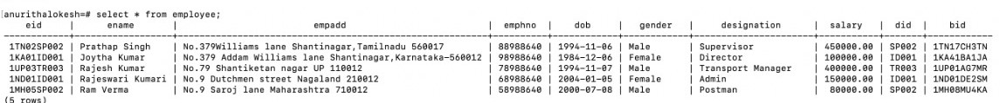 [anurithalokesh=# select * from employee;
eid | ename | empadd | emphno | dob | gender | designation | salary | did | bid
1TN02SP002 | Prathap Singh | No.379Williams lane Shantinagar,Tamilnadu 560017 | 88988640 | 1994-11-06 | Male | Supervisor | 450000.00 | SP002 | 1TN17CH3TN
1KA01ID001 | Joytha Kumar | No.379 Addam Williams lane Shantinagar,Karnataka-560012 | 98988640 | 1984-12-06 | Female | Director | 100000.00 | ID001 | 1KA41BA1JA
1UP03TR003 | Rajesh Kumar | No.79 Shantiketan nagar UP 110012 | 78988640 | 1994-11-07 | Male | Transport Manager | 400000.00 | TR003 | 1UP01AG7MR
1ND01ID001 | Rajeswari Kumari | No.9 Dutchmen street Nagaland 210012 | 68988640 | 2004-01-05 | Female | Admin | 150000.00 | ID001 | 1ND01DE2SM
1MH05SP002 | Ram Verma | No.9 Saroj lane Maharashtra 710012 | 58988640 | 2000-07-08 | Male | Postman | 80000.00 | SP002 | 1MH08MU4KA
(5 rows)